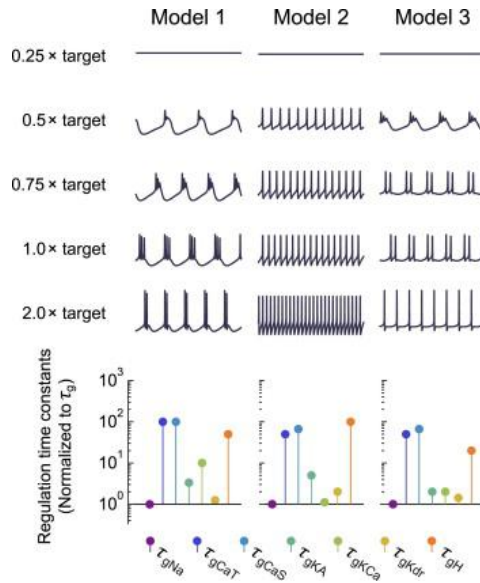 Model 1 Model 2 Model 3
0.25 × target
0.5 × target
0.75 × target
1.0 × target
2.0 × target
Regulation time constants
(Normalized to τg)
10³
10²
10¹
10⁰
τgNa τgCaT τgCaS τgKA τgKCa τgKdr τgH